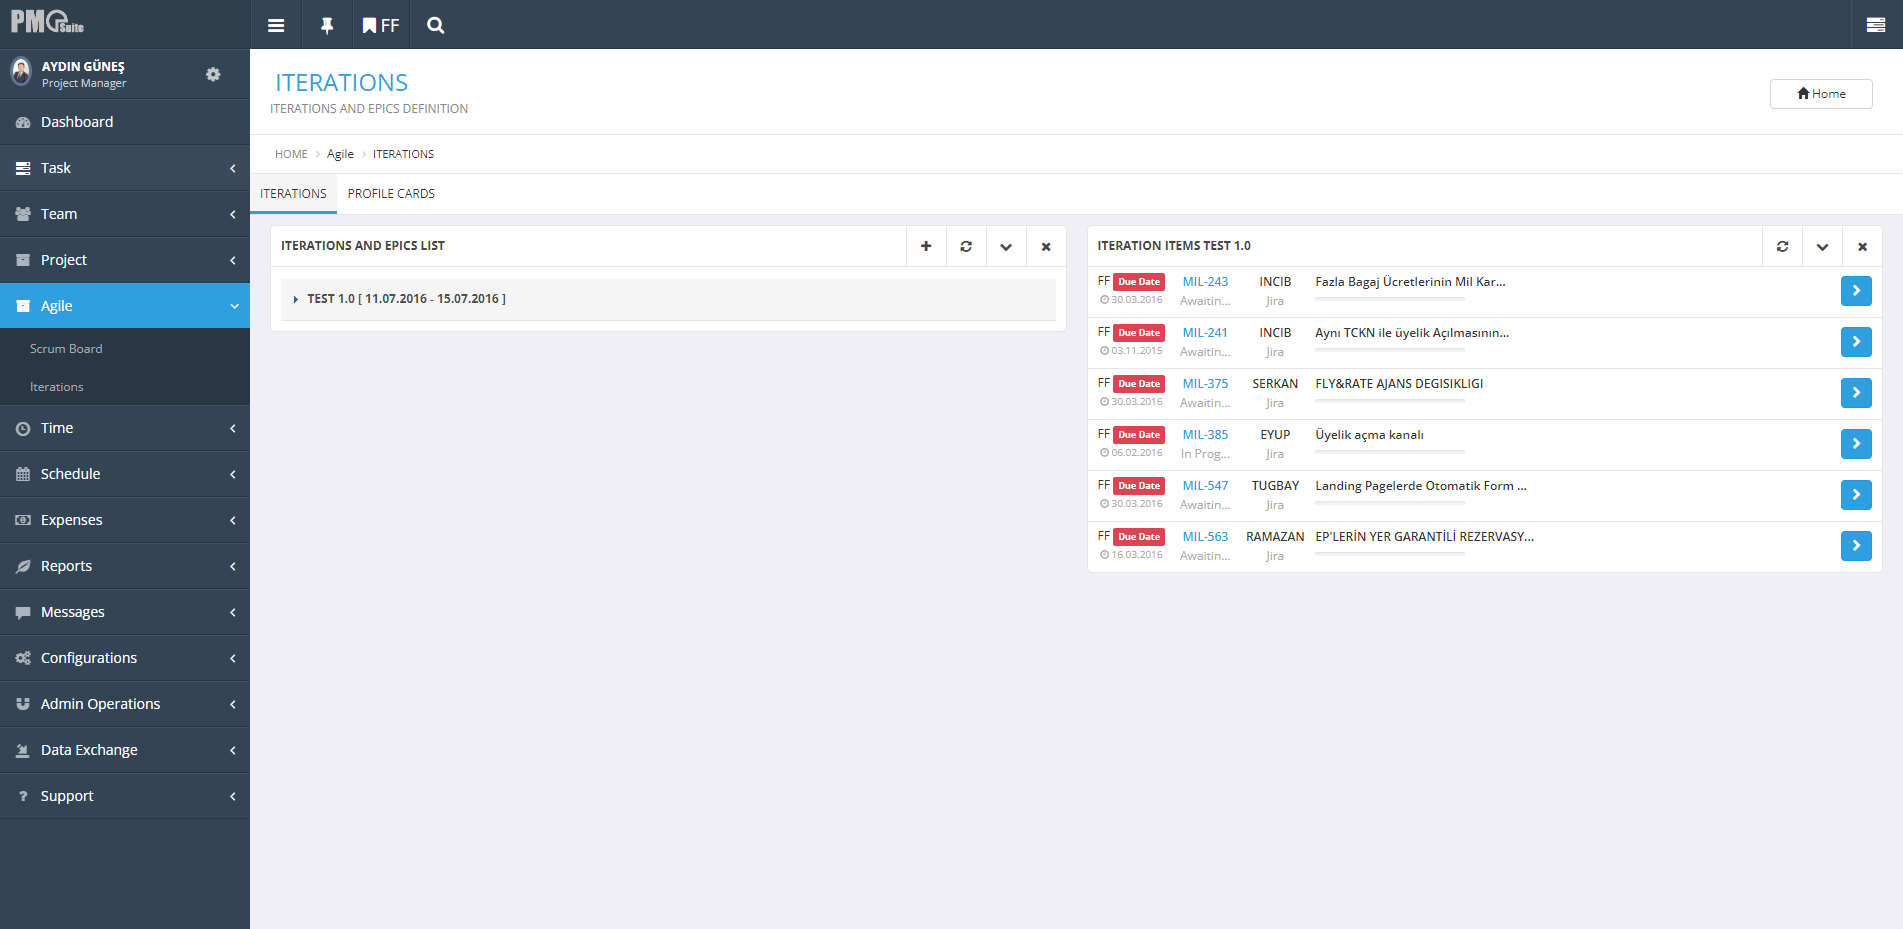 PMO Suite
FF
AYDIN GÜNEŞ
Project Manager
Dashboard
Task
Team
Project
Agile
Scrum Board
Iterations
Time
Schedule
Expenses
Reports
Messages
Configurations
Admin Operations
Data Exchange
Support
ITERATIONS
ITERATIONS AND EPICS DEFINITION
Home
HOME > Agile > ITERATIONS
ITERATIONS PROFILE CARDS
ITERATIONS AND EPICS LIST
TEST 1.0 [ 11.07.2016 - 15.07.2016 ]
ITERATION ITEMS TEST 1.0
FF Due Date MIL-243 INCIB Fazla Bagaj Ücretlerinin Mil Kar...
30.03.2016 Awaitin... Jira
FF Due Date MIL-241 INCIB Aynı TCKN ile üyelik Açılmasının...
03.11.2015 Awaitin... Jira
FF Due Date MIL-375 SERKAN FLY&RATE AJANS DEGISIKLIGI
30.03.2016 Awaitin... Jira
FF Due Date MIL-385 EYUP Üyelik açma kanalı
06.02.2016 In Prog... Jira
FF Due Date MIL-547 TUGBAY Landing Pagelerde Otomatik Form ...
30.03.2016 Awaitin... Jira
FF Due Date MIL-563 RAMAZAN EP'LERİN YER GARANTİLİ REZERVASY...
16.03.2016 Awaitin... Jira